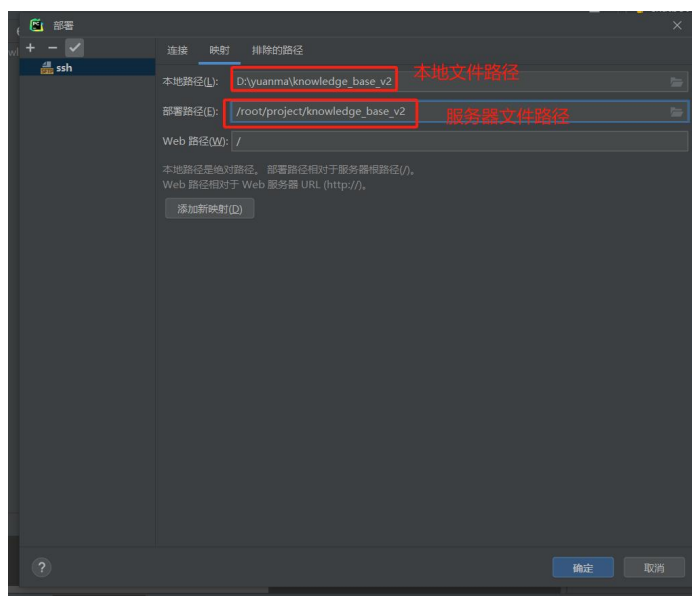 部署
ssh
连接 映射 排除的路径
本地路径(L): D:\yuanma\knowledge_base_v2 本地文件路径
部署路径(E): /root/project/knowledge_base_v2 服务器文件路径
Web 路径(W): /
本地路径是绝对路径。 部署路径相对于服务器根路径(/)。
Web 路径相对于 Web 服务器 URL (http://)。
添加新映射(D)
? 确定 取消